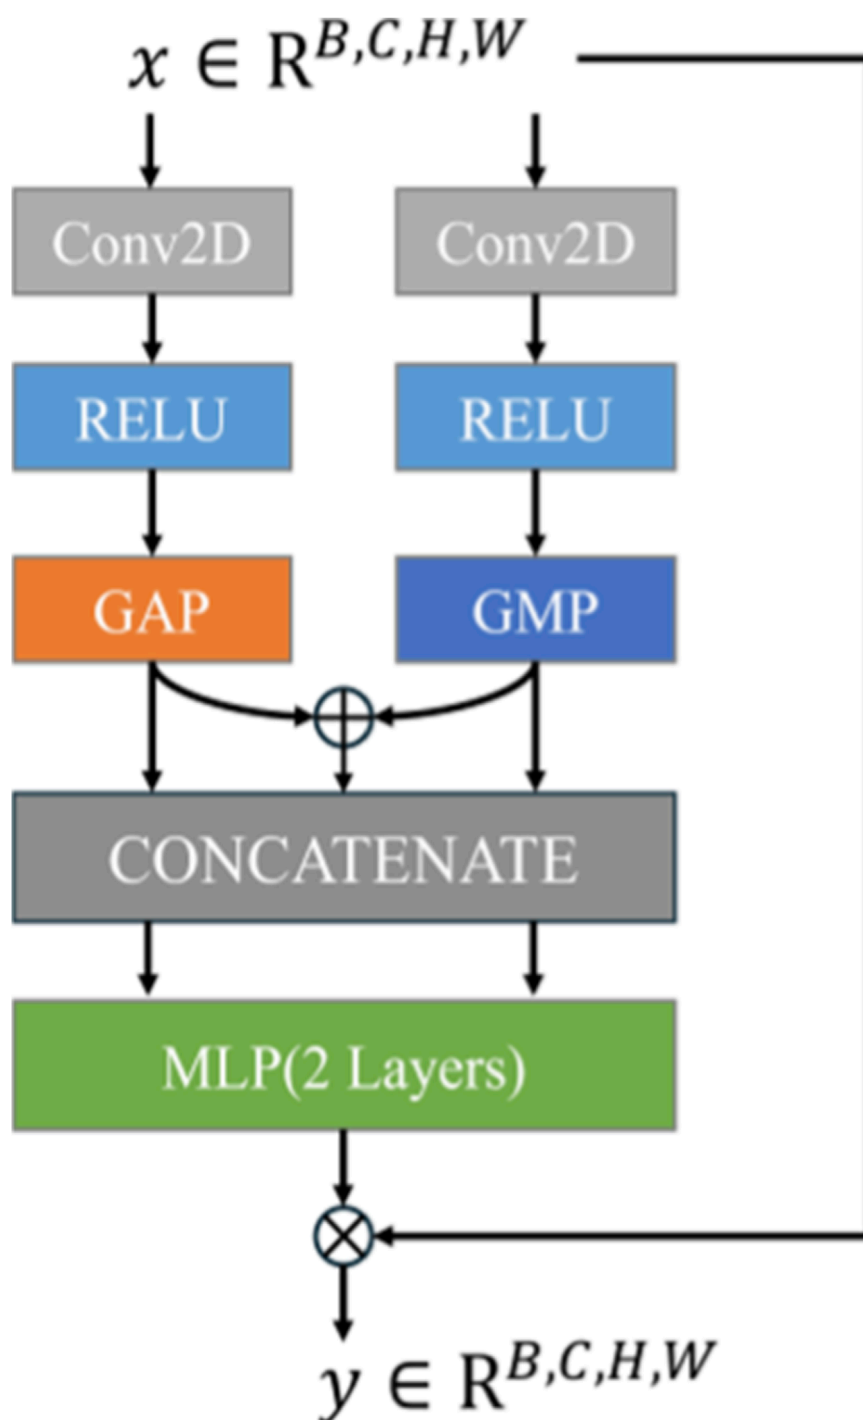 x ∈ R^{B,C,H,W}
Conv2D Conv2D
RELU RELU
GAP GMP
CONCATENATE
MLP(2 Layers)
y ∈ R^{B,C,H,W}